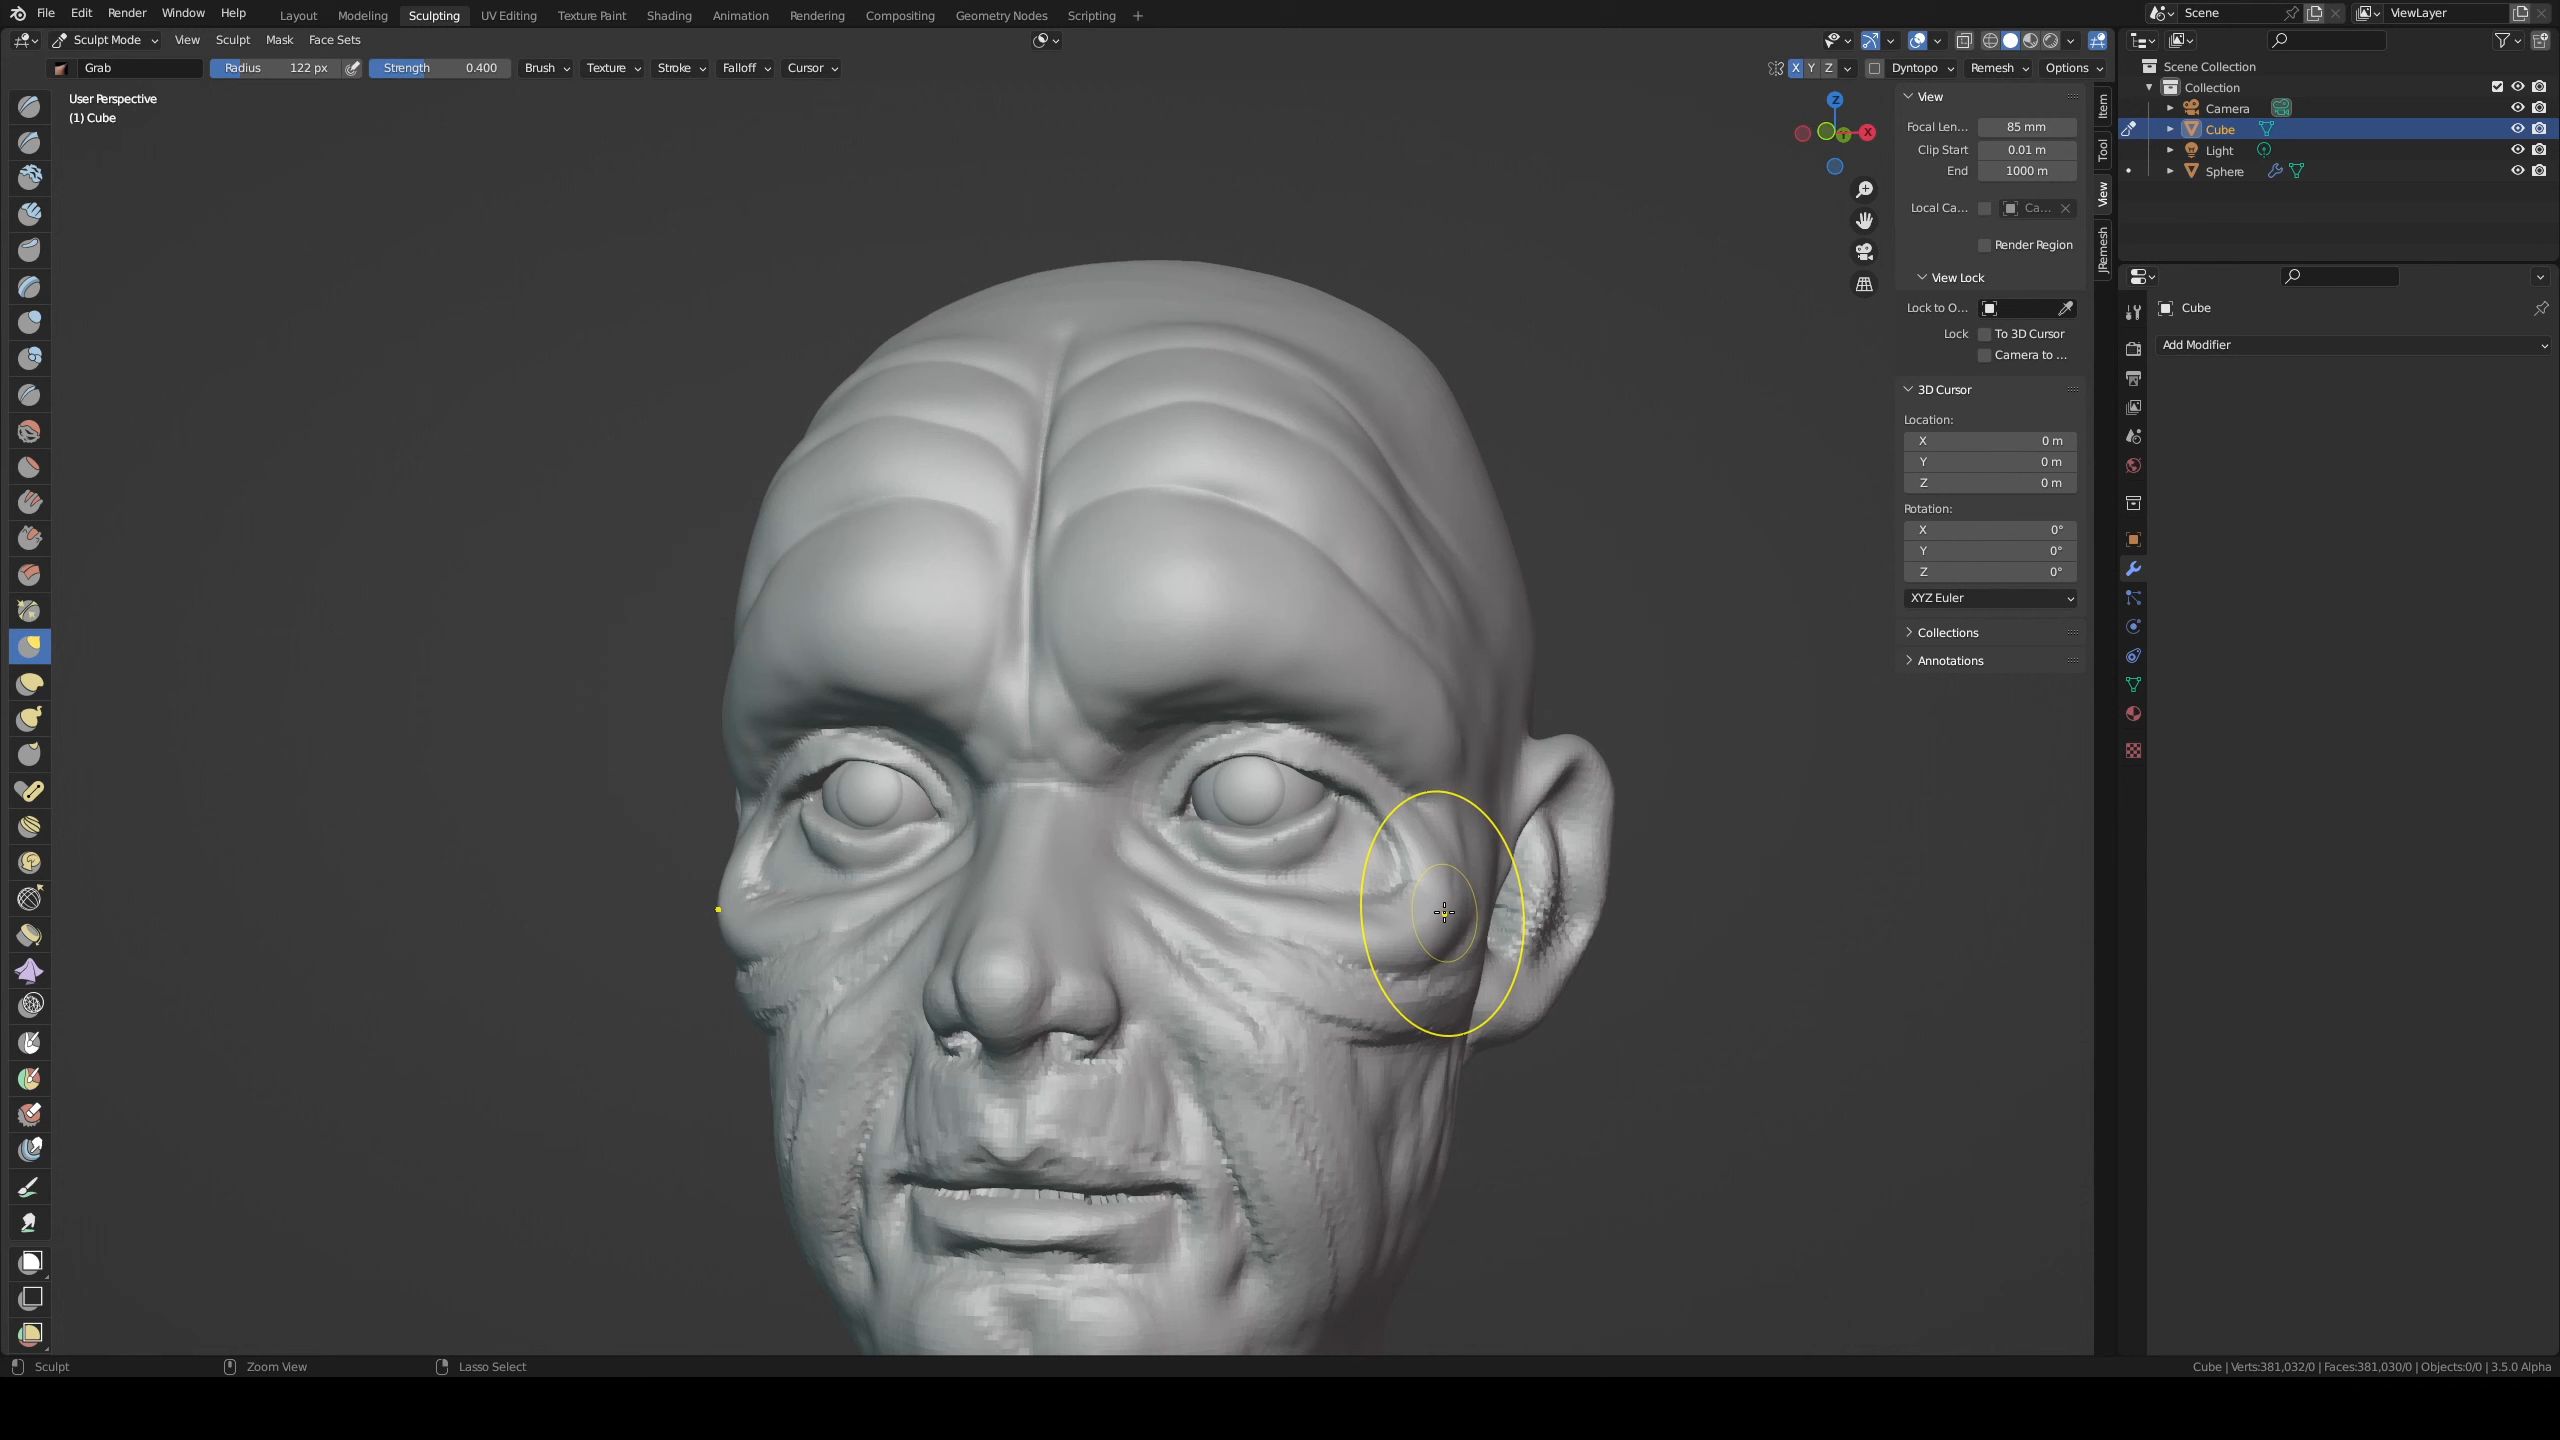 File Edit Render Window Help Layout Modeling Sculpting UV Editing Texture Paint Shading Animation Rendering Compositing Geometry Nodes Scripting + Scene ViewLayer
Sculpt Mode View Sculpt Mask Face Sets
Grab Radius 122 px Strength 0.400 Brush Texture Stroke Falloff Cursor X Y Z Dyntopo Remesh Options
User Perspective
(1) Cube
Z
X
Y
View
Focal Len... 85 mm
Clip Start 0.01 m
End 1000 m
Local Ca... Ca...
Render Region
View Lock
Lock to O...
Lock To 3D Cursor
Camera to ...
3D Cursor
Location:
X 0 m
Y 0 m
Z 0 m
Rotation:
X 0°
Y 0°
Z 0°
XYZ Euler
Collections
Annotations
Item
Tool
View
JRemesh
Scene Collection
Collection
Camera
Cube
Light
Sphere
Cube
Add Modifier
Sculpt Zoom View Lasso Select Cube | Verts:381,032/0 | Faces:381,030/0 | Objects:0/0 | 3.5.0 Alpha